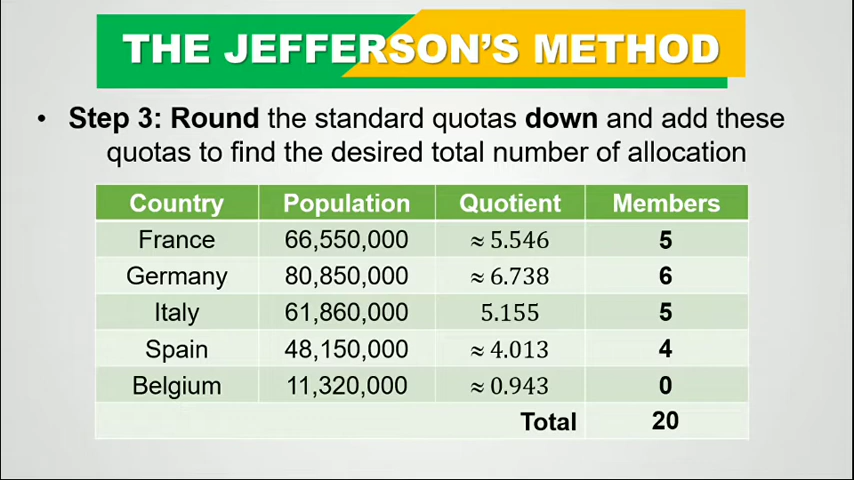 THE JEFFERSON'S METHOD
• Step 3: Round the standard quotas down and add these
quotas to find the desired total number of allocation
Country Population Quotient Members
France 66,550,000 ≈ 5.546 5
Germany 80,850,000 ≈ 6.738 6
Italy 61,860,000 5.155 5
Spain 48,150,000 ≈ 4.013 4
Belgium 11,320,000 ≈ 0.943 0
Total 20